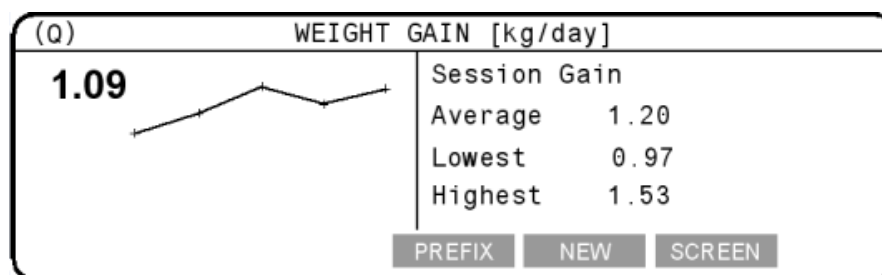 (Q) WEIGHT GAIN [kg/day]
1.09
Session Gain
Average 1.20
Lowest 0.97
Highest 1.53
PREFIX NEW SCREEN